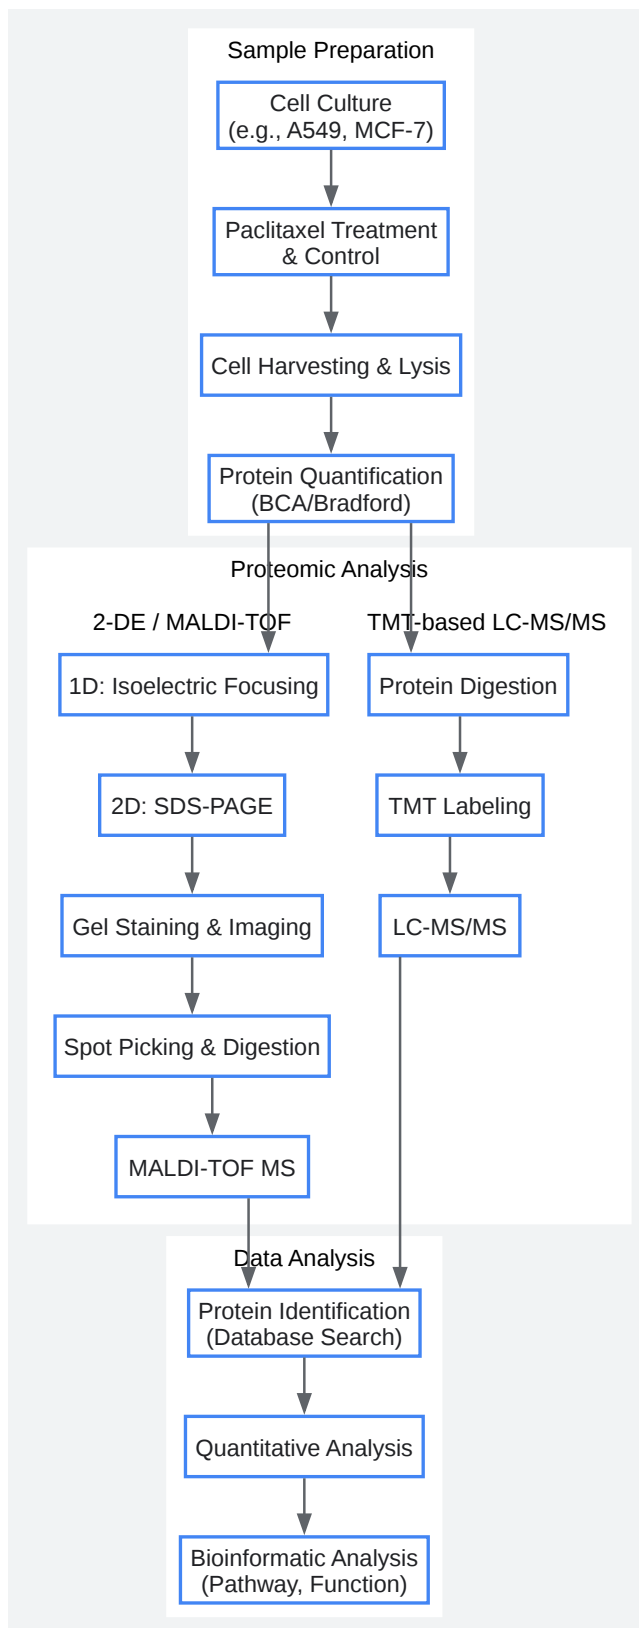 Sample Preparation
Cell Culture
(e.g., A549, MCF-7)
Paclitaxel Treatment
& Control
Cell Harvesting & Lysis
Protein Quantification
(BCA/Bradford)
Proteomic Analysis
2-DE / MALDI-TOF
1D: Isoelectric Focusing
2D: SDS-PAGE
Gel Staining & Imaging
Spot Picking & Digestion
MALDI-TOF MS
TMT-based LC-MS/MS
Protein Digestion
TMT Labeling
LC-MS/MS
Data Analysis
Protein Identification
(Database Search)
Quantitative Analysis
Bioinformatic Analysis
(Pathway, Function)